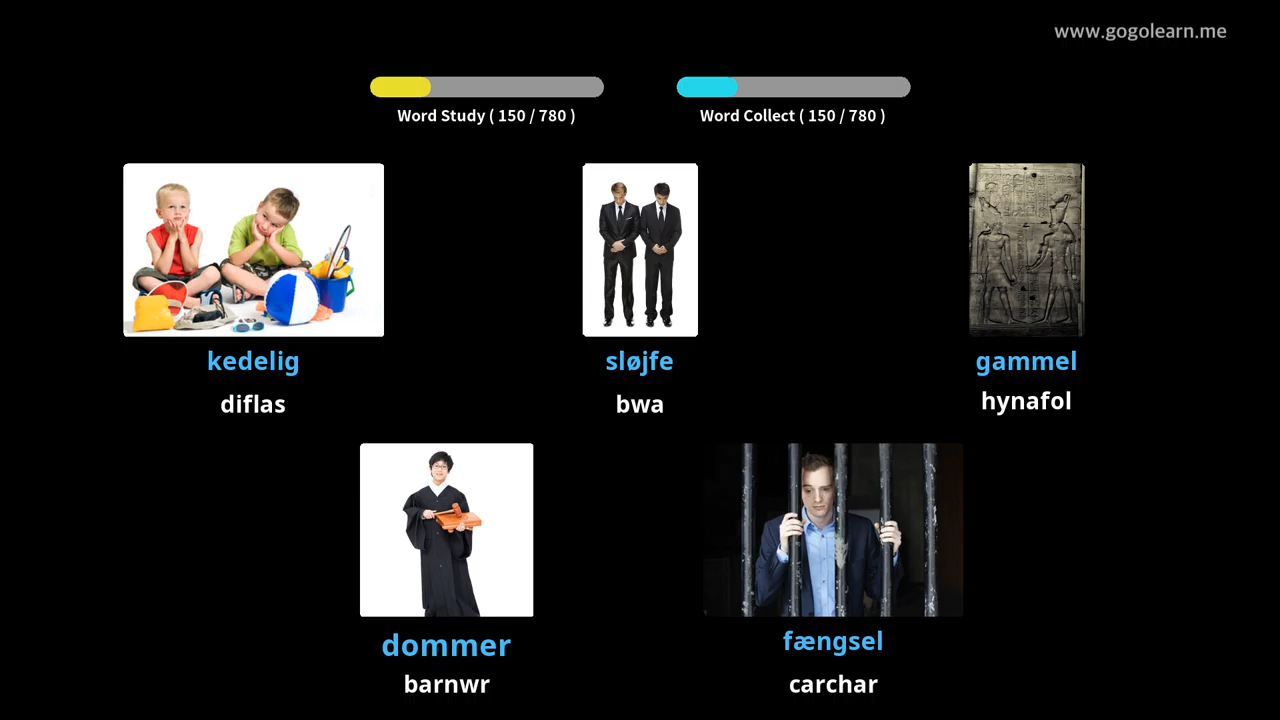 www.gogolearn.me
Word Study ( 150 / 780 )
Word Collect ( 150 / 780 )
kedelig
sløjfe
gammel
diflas
bwa
hynafol
dommer
fængsel
barnwr
carchar